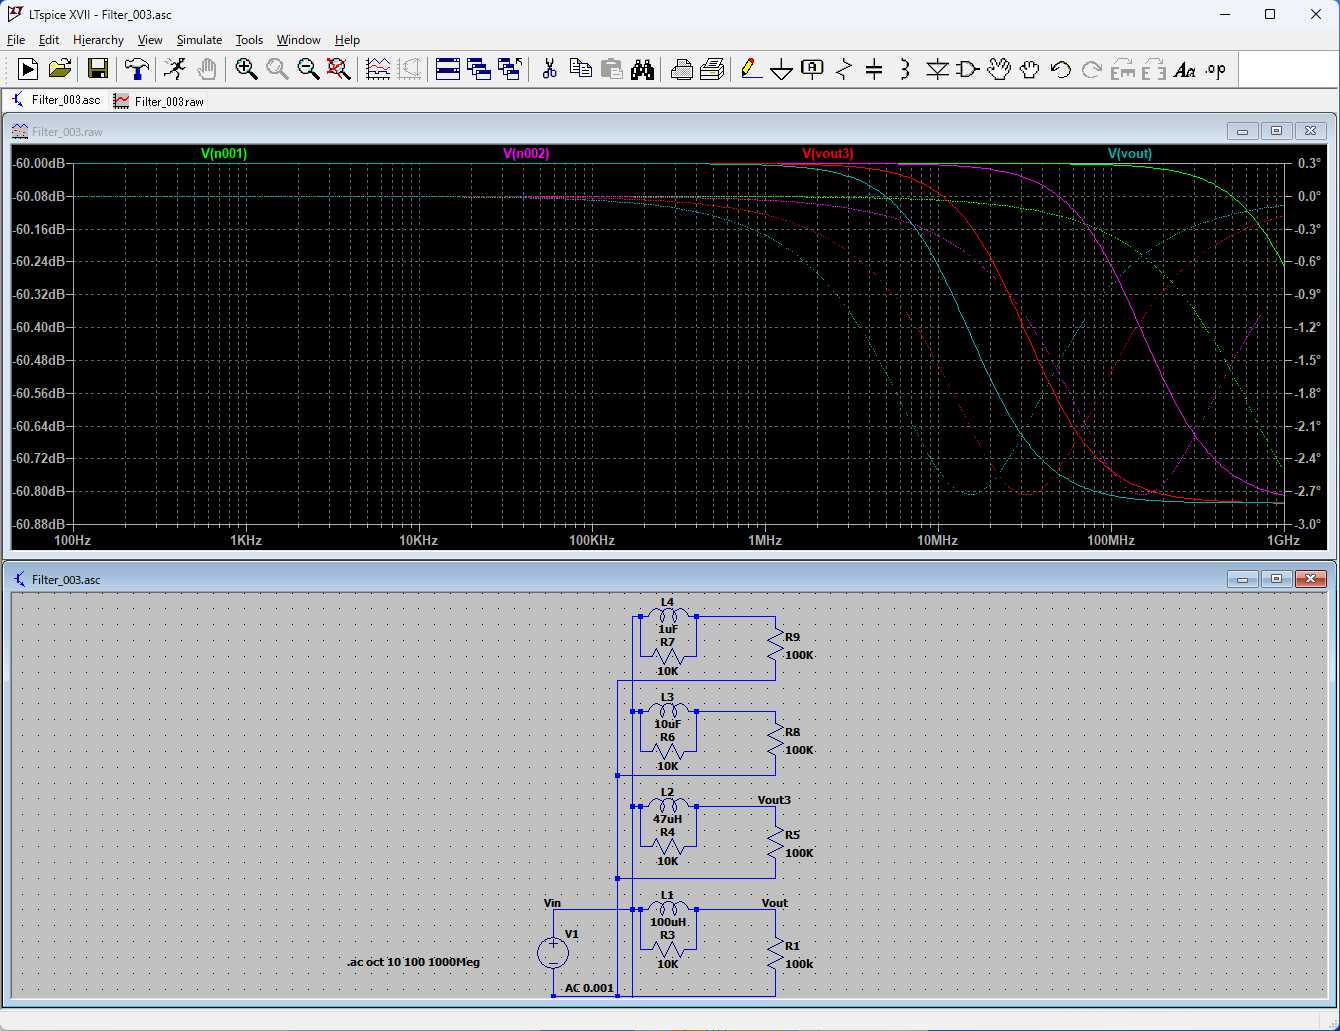 LTspice XVII - Filter_003.asc
File Edit Hierarchy View Simulate Tools Window Help
Filter_003.asc Filter_003.raw
Filter_003.raw
V(n001) V(n002) V(vout3) V(vout)
-60.00dB 0.3°
-60.08dB 0.0°
-60.16dB -0.3°
-60.24dB -0.6°
-60.32dB -0.9°
-60.40dB -1.2°
-60.48dB -1.5°
-60.56dB -1.8°
-60.64dB -2.1°
-60.72dB -2.4°
-60.80dB -2.7°
-60.88dB -3.0°
100Hz 1KHz 10KHz 100KHz 1MHz 10MHz 100MHz 1GHz
Filter_003.asc
L4
1uF
R7
10K
R9
100K
L3
10uF
R6
10K
R8
100K
L2
47uH
R4
10K
Vout3
R5
100K
Vin
L1
100uH
R3
10K
Vout
R1
100k
V1
.ac oct 10 100 1000Meg
AC 0.001